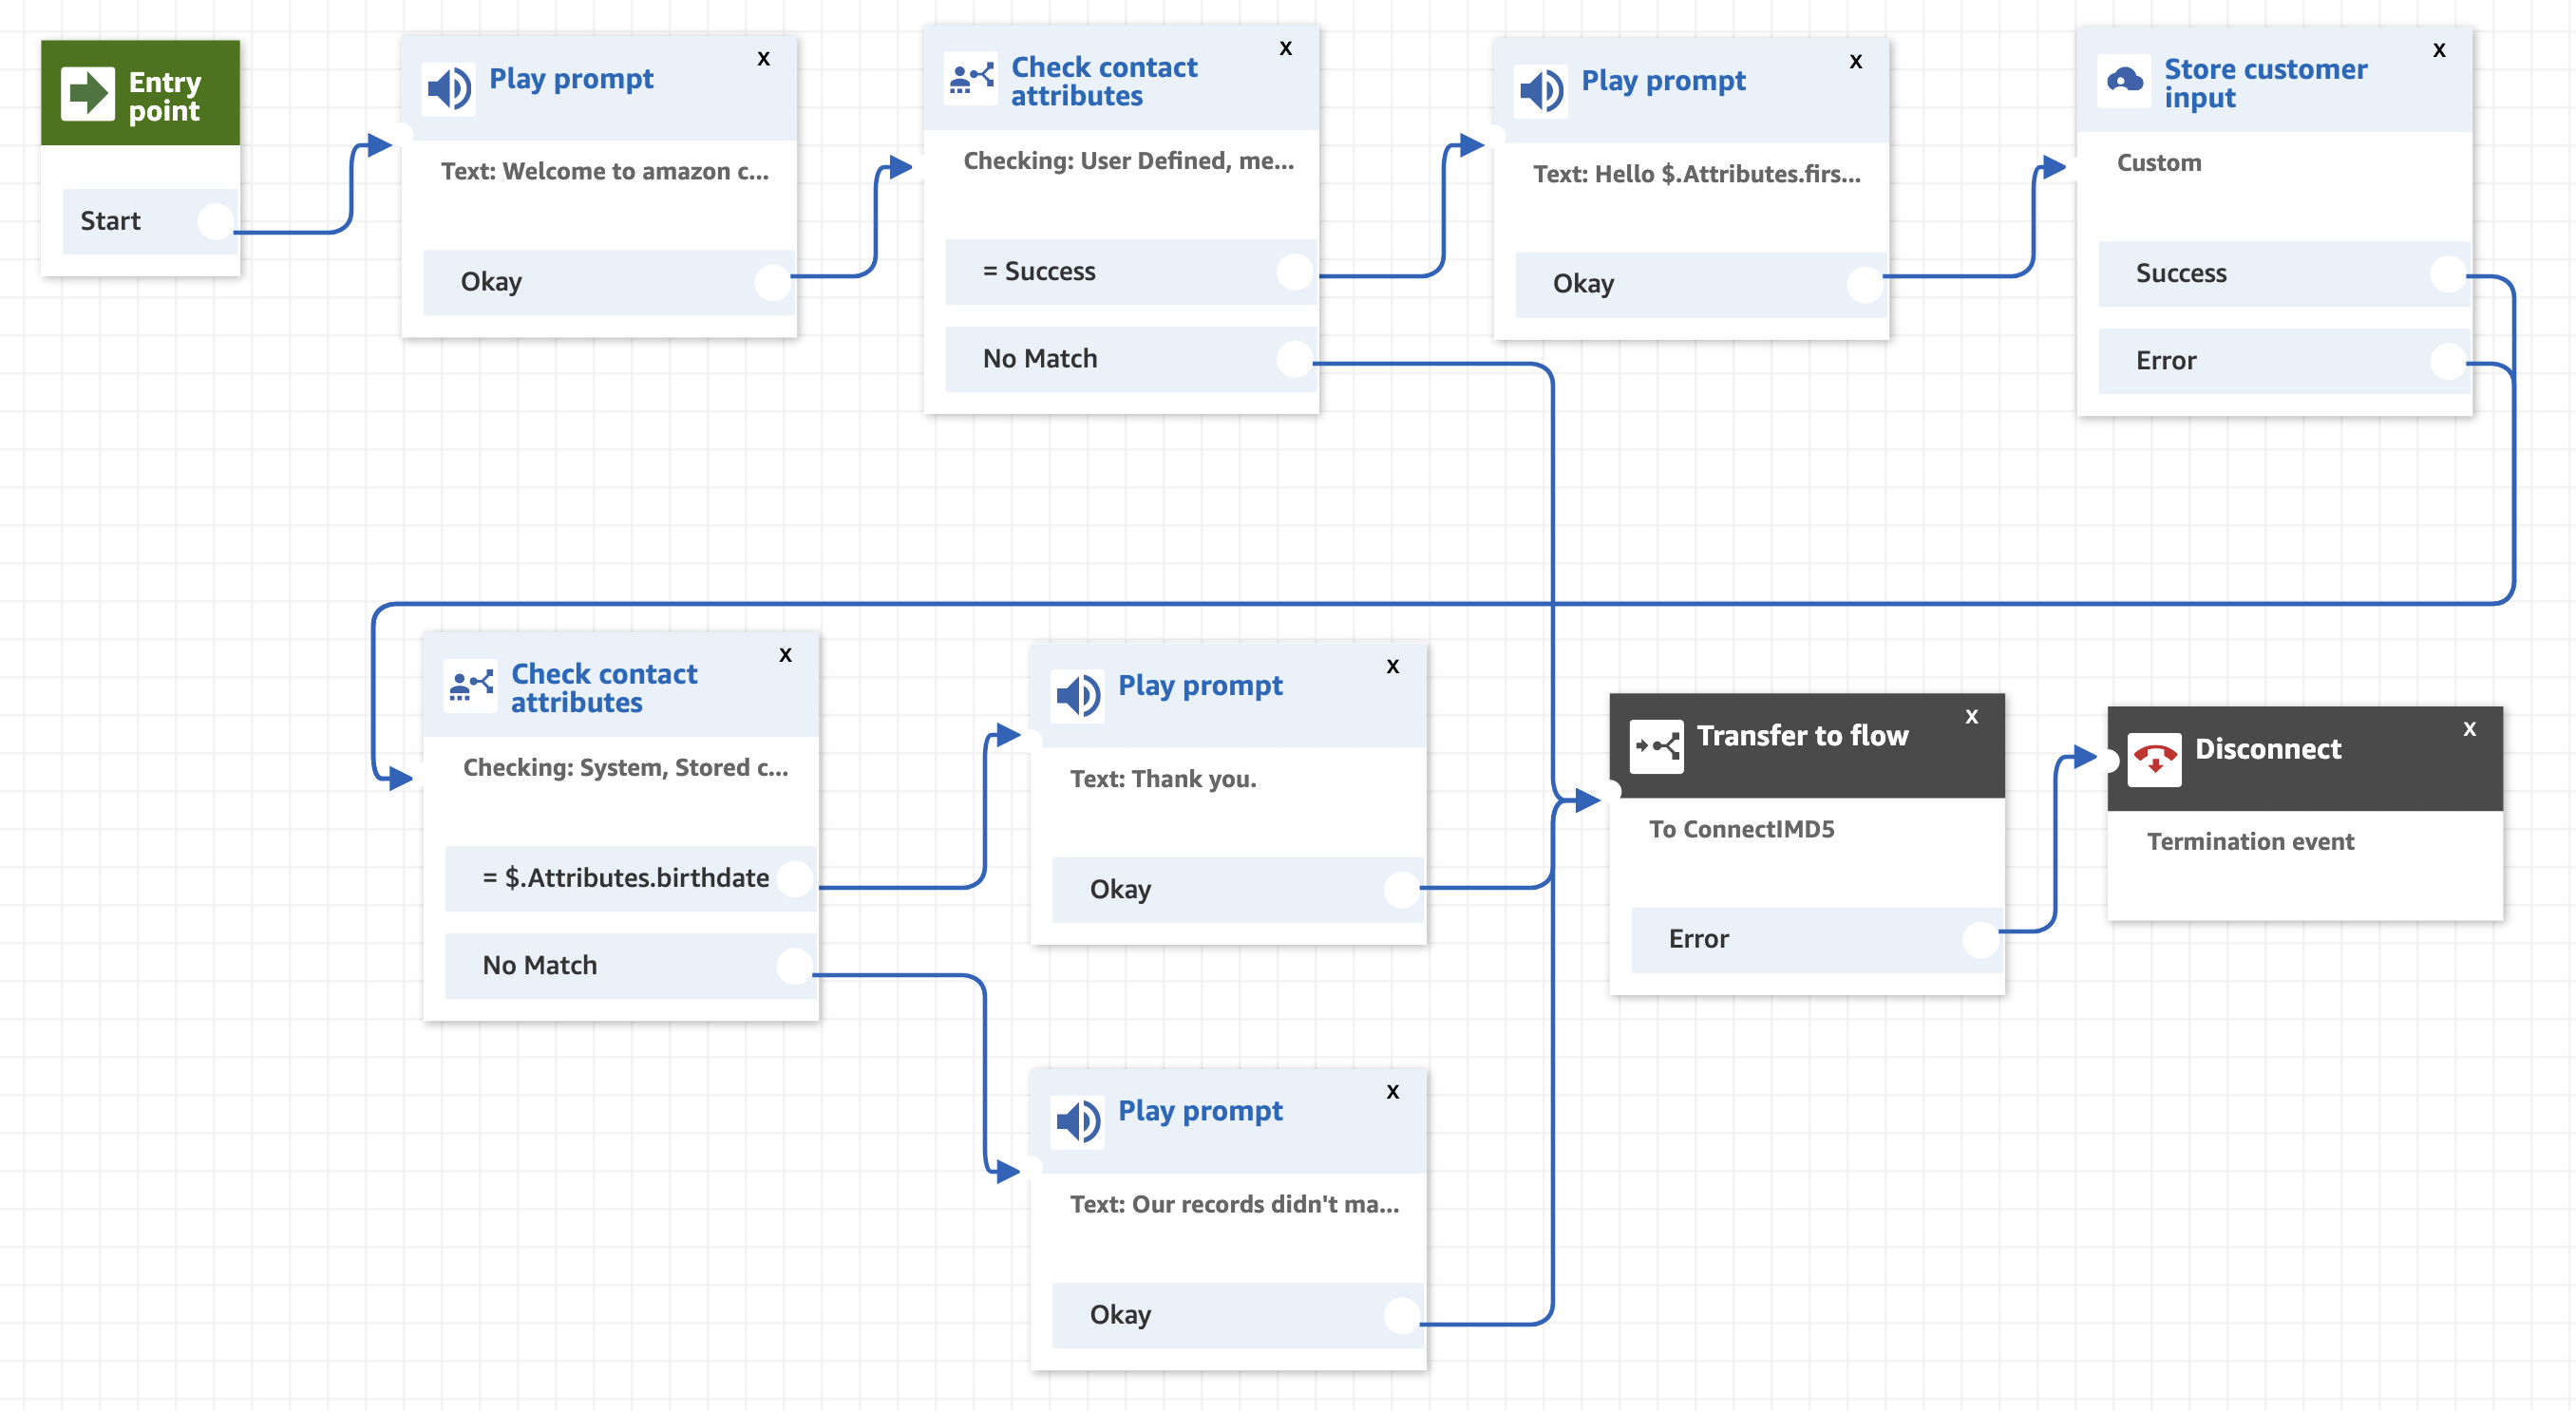 Entry
point
Start
Play prompt
X
Text: Welcome to amazon c...
Okay
Check contact
attributes
X
Checking: User Defined, me...
= Success
No Match
Play prompt
X
Text: Hello $.Attributes.firs...
Okay
Store customer
input
X
Custom
Success
Error
Check contact
attributes
X
Checking: System, Stored c...
= $.Attributes.birthdate
No Match
Play prompt
X
Text: Thank you.
Okay
Transfer to flow
X
To ConnectIMD5
Error
Disconnect
X
Termination event
Play prompt
X
Text: Our records didn't ma...
Okay